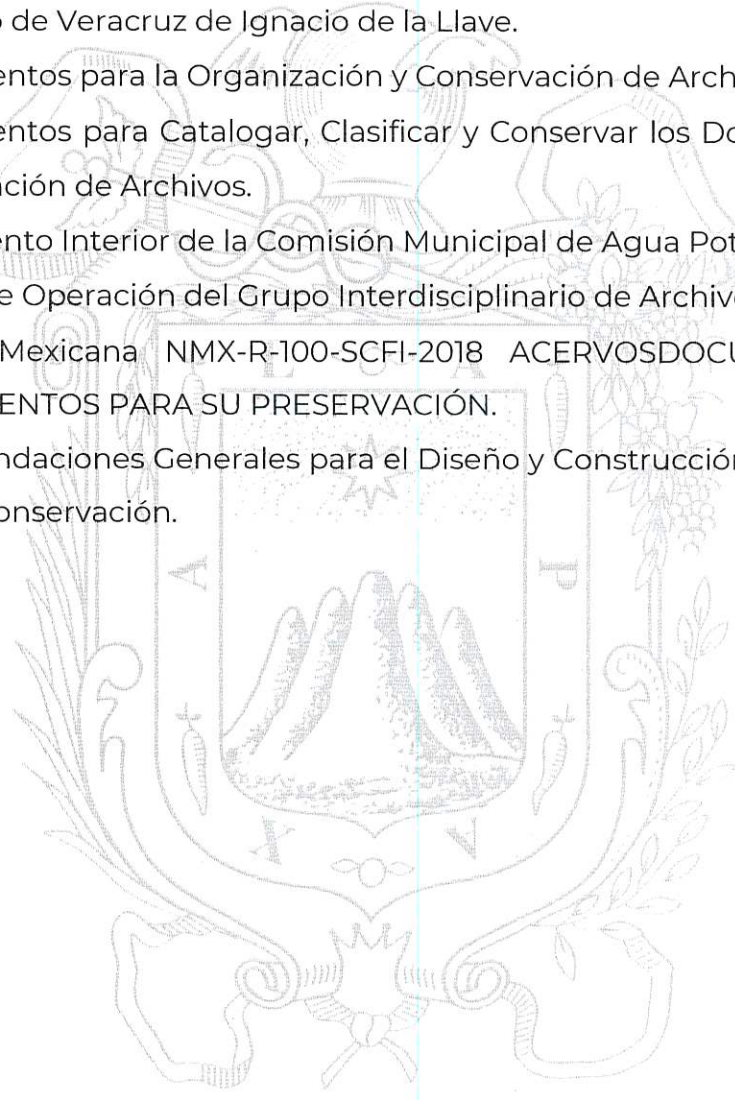 o de Veracruz de Ignacio de la Llave.
entos para la Organización y Conservación de Arch
entos para Catalogar, Clasificar y Conservar los Do
ación de Archivos.
ento Interior de la Comisión Municipal de Agua Pot
e Operación del Grupo Interdisciplinario de Archiv
Mexicana NMX-R-100-SCFI-2018 ACERVOSDOCU
ENTOS PARA SU PRESERVACIÓN.
ndaciones Generales para el Diseño y Construcción
onservación.